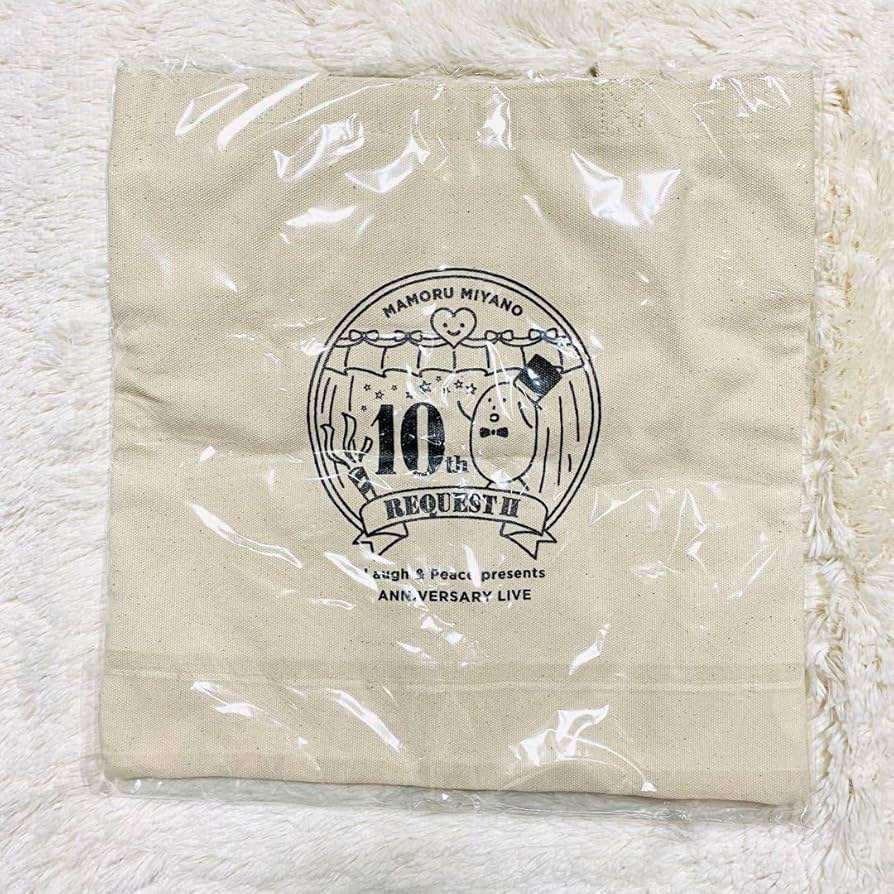 MAMORU MIYANO
10th
REQUEST II
Laugh & Peace presents
ANNIVERSARY LIVE